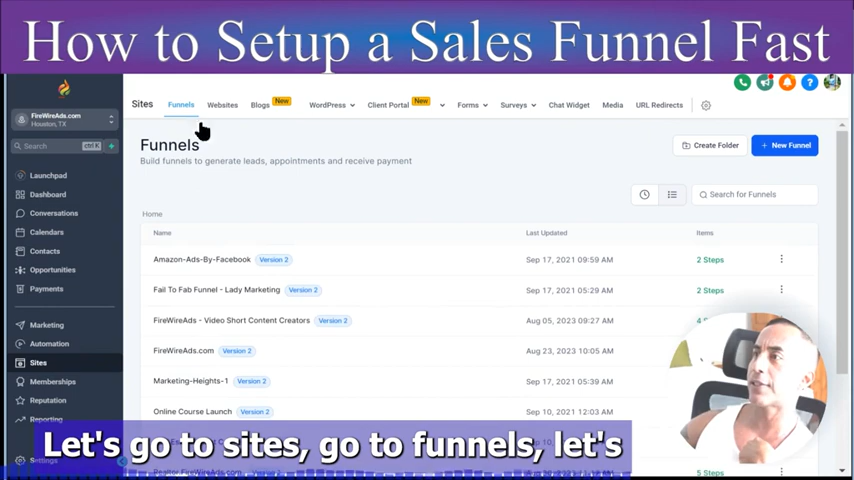 How to Setup a Sales Funnel Fast
FireWireAds.com
Houston, TX
Search ctrl K
Launchpad
Dashboard
Conversations
Calendars
Contacts
Opportunities
Payments
Marketing
Automation
Sites
Memberships
Reputation
Reporting
Settings
Sites Funnels Websites Blogs New WordPress Client Portal New Forms Surveys Chat Widget Media URL Redirects
Funnels
Build funnels to generate leads, appointments and receive payment
Create Folder
+ New Funnel
Search for Funnels
Home
Name Last Updated Items
Amazon-Ads-By-Facebook Version 2 Sep 17, 2021 09:59 AM 2 Steps
Fail To Fab Funnel - Lady Marketing Version 2 Sep 17, 2021 05:29 AM 2 Steps
FireWireAds - Video Short Content Creators Version 2 Aug 05, 2023 09:27 AM
FireWireAds.com Version 2 Aug 23, 2023 10:05 AM
Marketing-Heights-1 Version 2 Sep 17, 2021 05:39 AM
Online Course Launch Version 2 Sep 10, 2021 12:03 AM
Let's go to sites, go to funnels, let's
5 Steps